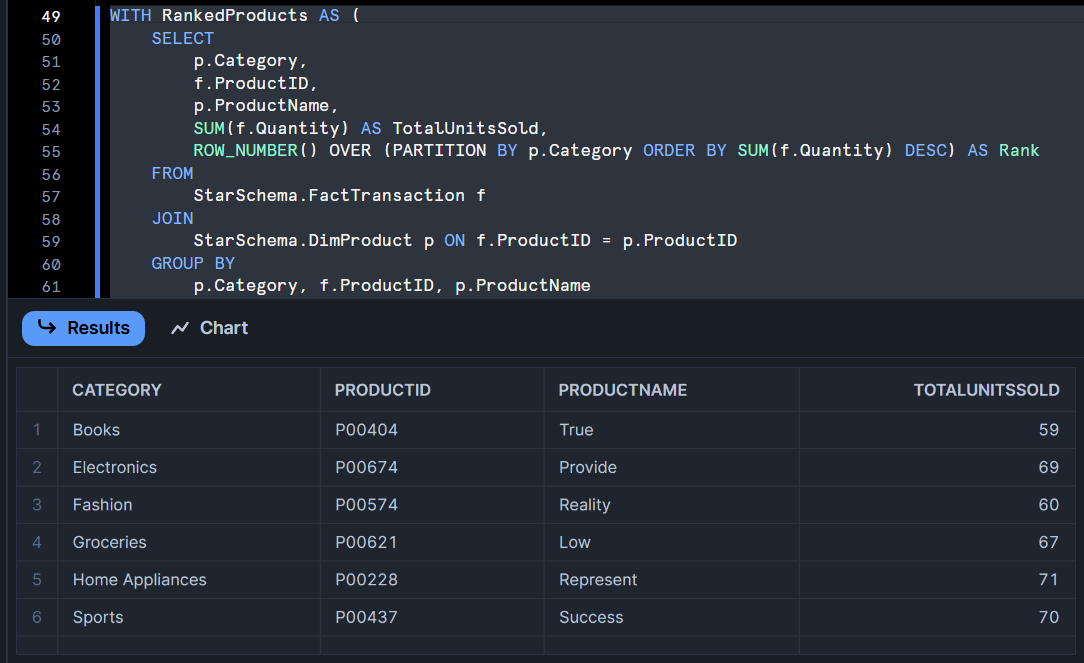 49 WITH RankedProducts AS (
50 SELECT
51 p.Category,
52 f.ProductID,
53 p.ProductName,
54 SUM(f.Quantity) AS TotalUnitsSold,
55 ROW_NUMBER() OVER (PARTITION BY p.Category ORDER BY SUM(f.Quantity) DESC) AS Rank
56 FROM
57 StarSchema.FactTransaction f
58 JOIN
59 StarSchema.DimProduct p ON f.ProductID = p.ProductID
60 GROUP BY
61 p.Category, f.ProductID, p.ProductName
Results Chart
CATEGORY PRODUCTID PRODUCTNAME TOTALUNITSSOLD
1 Books P00404 True 59
2 Electronics P00674 Provide 69
3 Fashion P00574 Reality 60
4 Groceries P00621 Low 67
5 Home Appliances P00228 Represent 71
6 Sports P00437 Success 70